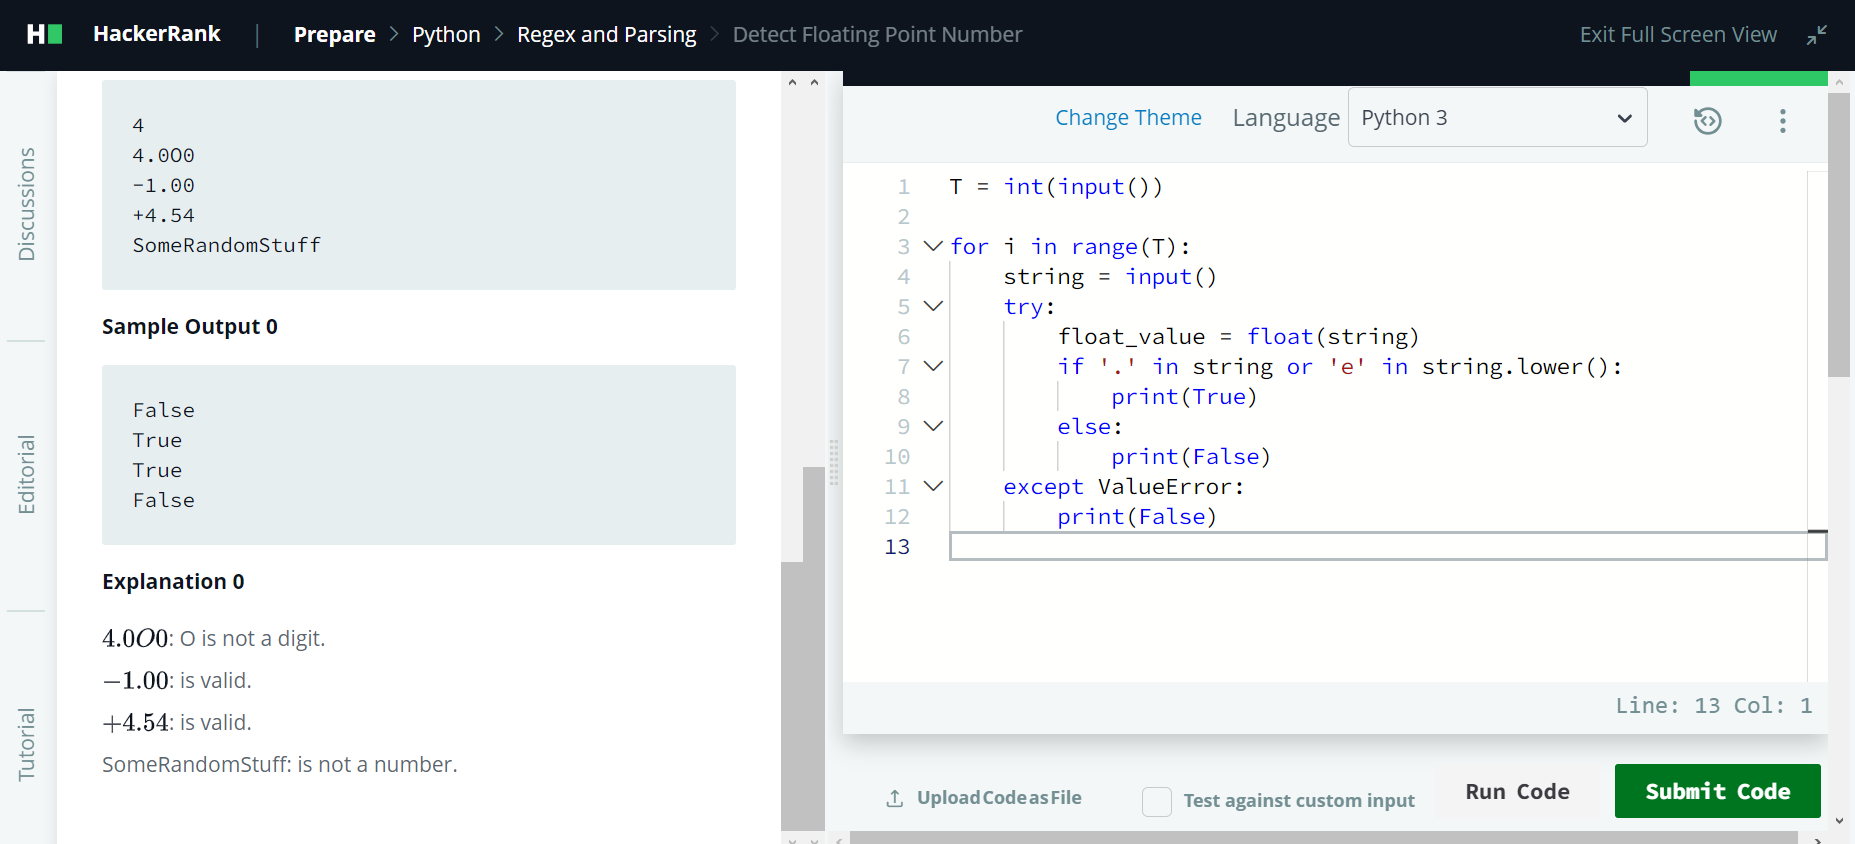 H HackerRank | Prepare > Python > Regex and Parsing > Detect Floating Point Number Exit Full Screen View
Discussions
Editorial
Tutorial
4
4.0O0
-1.00
+4.54
SomeRandomStuff
Sample Output 0
False
True
True
False
Explanation 0
4.0O0: O is not a digit.
−1.00: is valid.
+4.54: is valid.
SomeRandomStuff: is not a number.
Change Theme Language Python 3
1 T = int(input())
2
3 for i in range(T):
4     string = input()
5     try:
6         float_value = float(string)
7         if '.' in string or 'e' in string.lower():
8             print(True)
9         else:
10             print(False)
11     except ValueError:
12         print(False)
13
Line: 13 Col: 1
Upload Code as File Test against custom input Run Code Submit Code